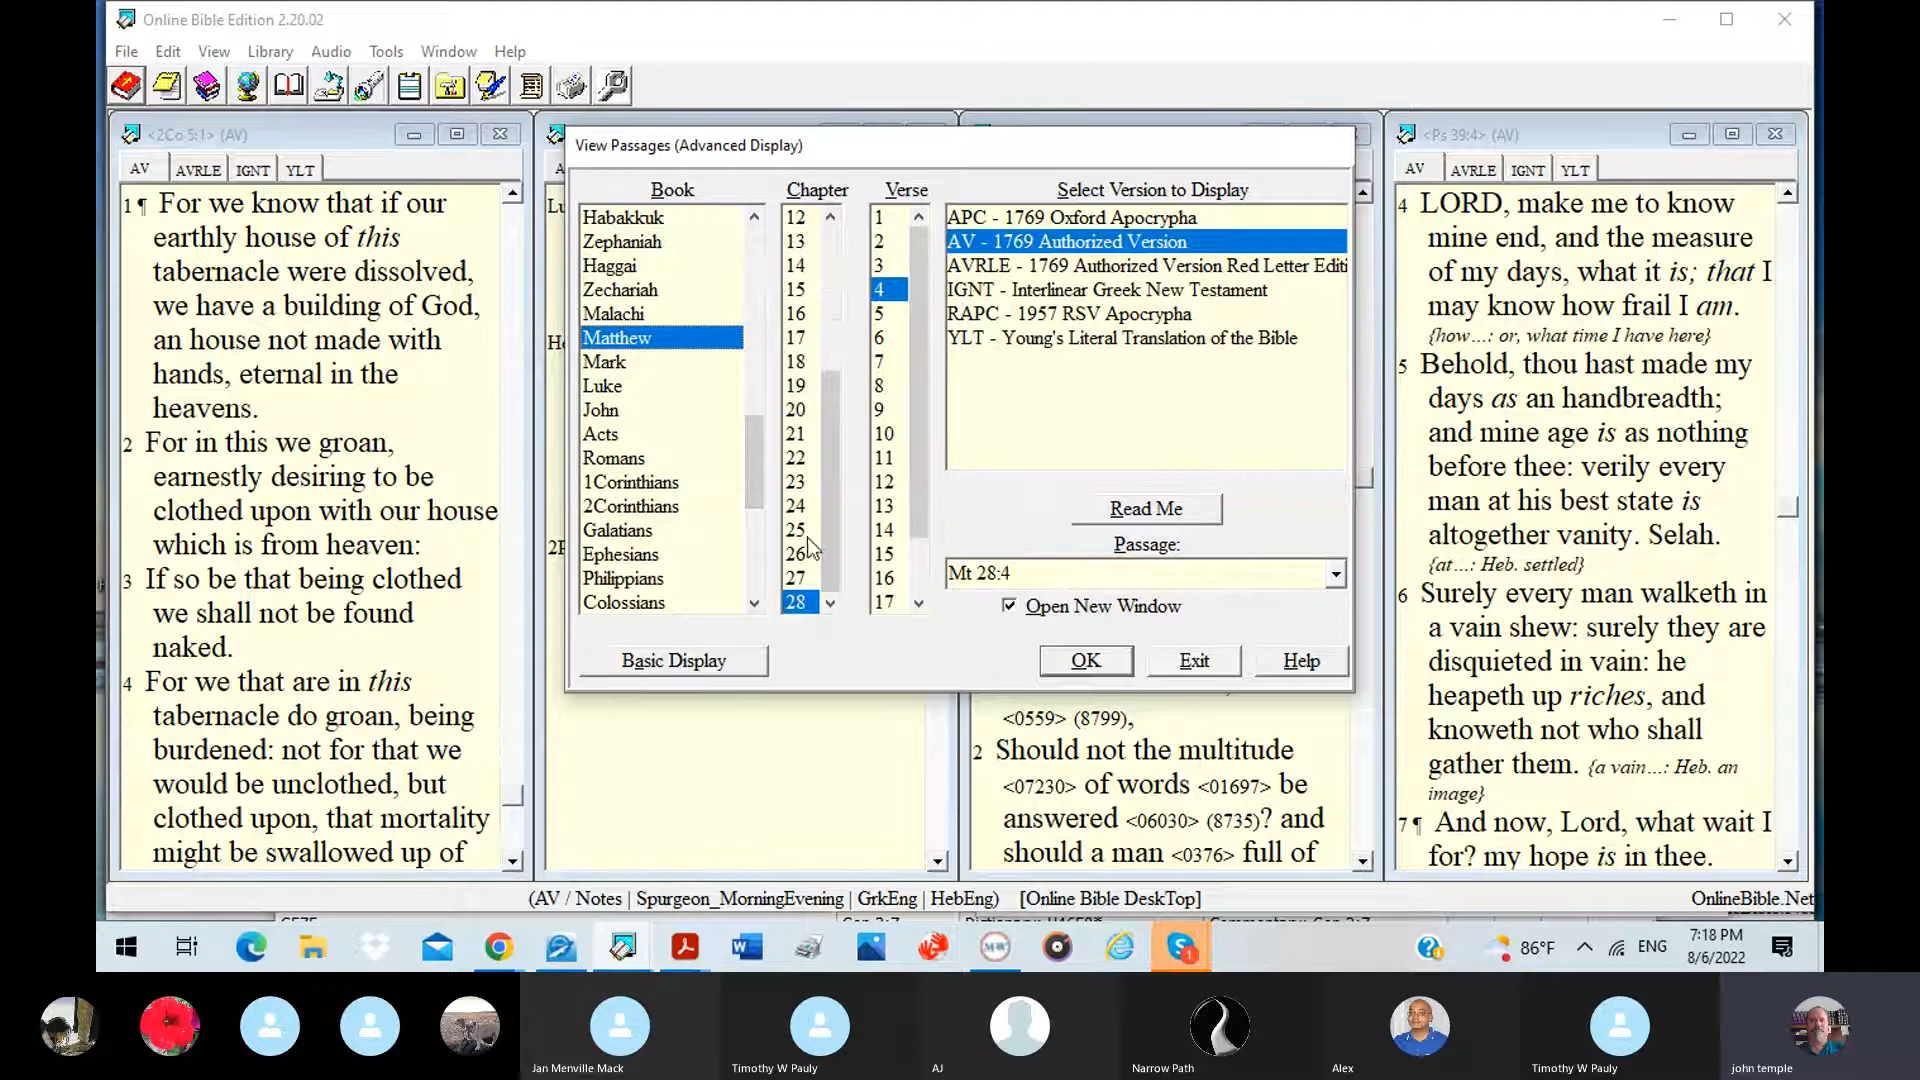 Online Bible Edition 2.20.02
File Edit View Library Audio Tools Window Help
<2Co 5:1> (AV)
AV AVRLE IGNT YLT
1 ¶ For we know that if our
earthly house of this
tabernacle were dissolved,
we have a building of God,
an house not made with
hands, eternal in the
heavens.
2 For in this we groan,
earnestly desiring to be
clothed upon with our house
which is from heaven:
3 If so be that being clothed
we shall not be found
naked.
4 For we that are in this
tabernacle do groan, being
burdened: not for that we
would be unclothed, but
clothed upon, that mortality
might be swallowed up of
View Passages (Advanced Display)
Book
Habakkuk
Zephaniah
Haggai
Zechariah
Malachi
Matthew
Mark
Luke
John
Acts
Romans
1Corinthians
2Corinthians
Galatians
Ephesians
Philippians
Colossians
Chapter
12
13
14
15
16
17
18
19
20
21
22
23
24
25
26
27
28
Verse
1
2
3
4
5
6
7
8
9
10
11
12
13
14
15
16
17
Select Version to Display
APC - 1769 Oxford Apocrypha
AV - 1769 Authorized Version
AVRLE - 1769 Authorized Version Red Letter Editi
IGNT - Interlinear Greek New Testament
RAPC - 1957 RSV Apocrypha
YLT - Young's Literal Translation of the Bible
Read Me
Passage:
Mt 28:4
Open New Window
Basic Display
OK Exit Help
<0559> (8799),
2 Should not the multitude
<07230> of words <01697> be
answered <06030> (8735)? and
should a man <0376> full of
<Ps 39:4> (AV)
AV AVRLE IGNT YLT
4 LORD, make me to know
mine end, and the measure
of my days, what it is; that I
may know how frail I am.
{how…: or, what time I have here}
5 Behold, thou hast made my
days as an handbreadth;
and mine age is as nothing
before thee: verily every
man at his best state is
altogether vanity. Selah.
{at…: Heb. settled}
6 Surely every man walketh in
a vain shew: surely they are
disquieted in vain: he
heapeth up riches, and
knoweth not who shall
gather them. {a vain…: Heb. an
image}
7 ¶ And now, Lord, what wait I
for? my hope is in thee.
(AV / Notes | Spurgeon_MorningEvening | GrkEng | HebEng) [Online Bible DeskTop]
OnlineBible.Net
86°F ENG
7:18 PM
8/6/2022
Jan Menville Mack
Timothy W Pauly
AJ
Narrow Path
Alex
Timothy W Pauly
john temple